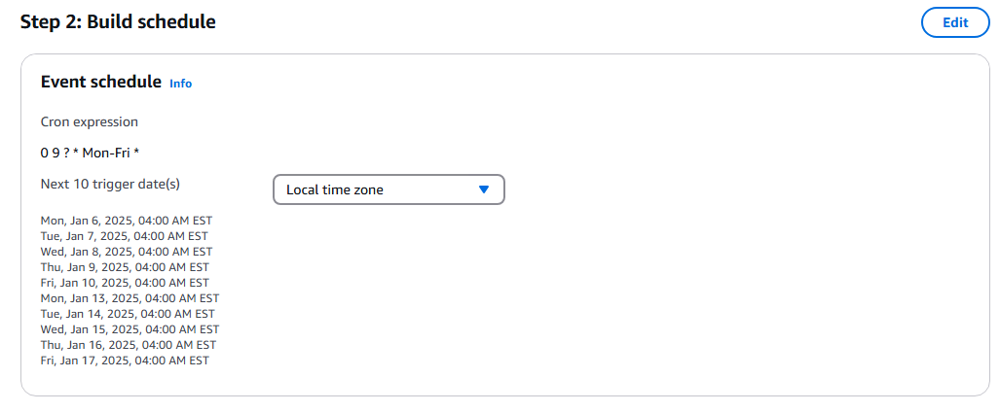 Step 2: Build schedule
Edit
Event schedule Info
Cron expression
0 9 ? * Mon-Fri *
Next 10 trigger date(s)
Local time zone
Mon, Jan 6, 2025, 04:00 AM EST
Tue, Jan 7, 2025, 04:00 AM EST
Wed, Jan 8, 2025, 04:00 AM EST
Thu, Jan 9, 2025, 04:00 AM EST
Fri, Jan 10, 2025, 04:00 AM EST
Mon, Jan 13, 2025, 04:00 AM EST
Tue, Jan 14, 2025, 04:00 AM EST
Wed, Jan 15, 2025, 04:00 AM EST
Thu, Jan 16, 2025, 04:00 AM EST
Fri, Jan 17, 2025, 04:00 AM EST